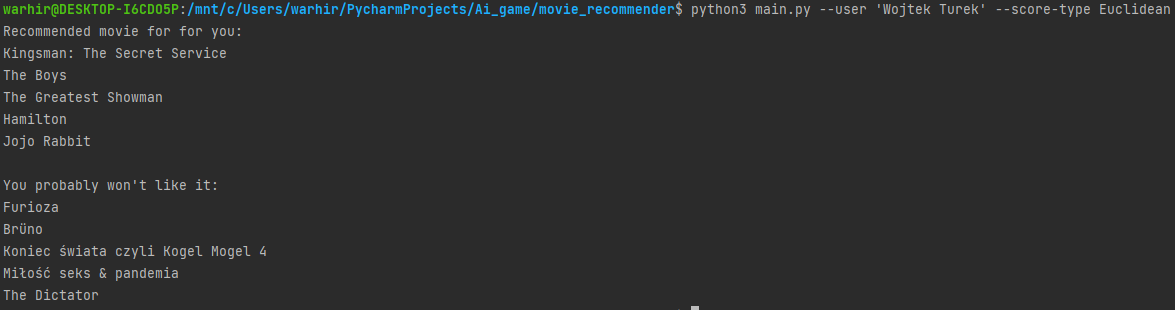 warhir@DESKTOP-I6CDO5P:/mnt/c/Users/warhir/PycharmProjects/Ai_game/movie_recommender$ python3 main.py --user 'Wojtek Turek' --score-type Euclidean
Recommended movie for for you:
Kingsman: The Secret Service
The Boys
The Greatest Showman
Hamilton
Jojo Rabbit
You probably won't like it:
Furioza
Brüno
Koniec świata czyli Kogel Mogel 4
Miłość seks & pandemia
The Dictator